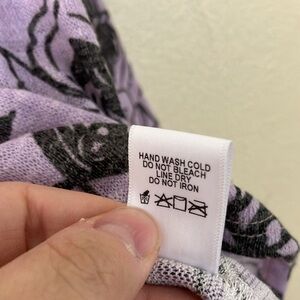 HAND WASH COLD
DO NOT BLEACH
LINE DRY
DO NOT IRON